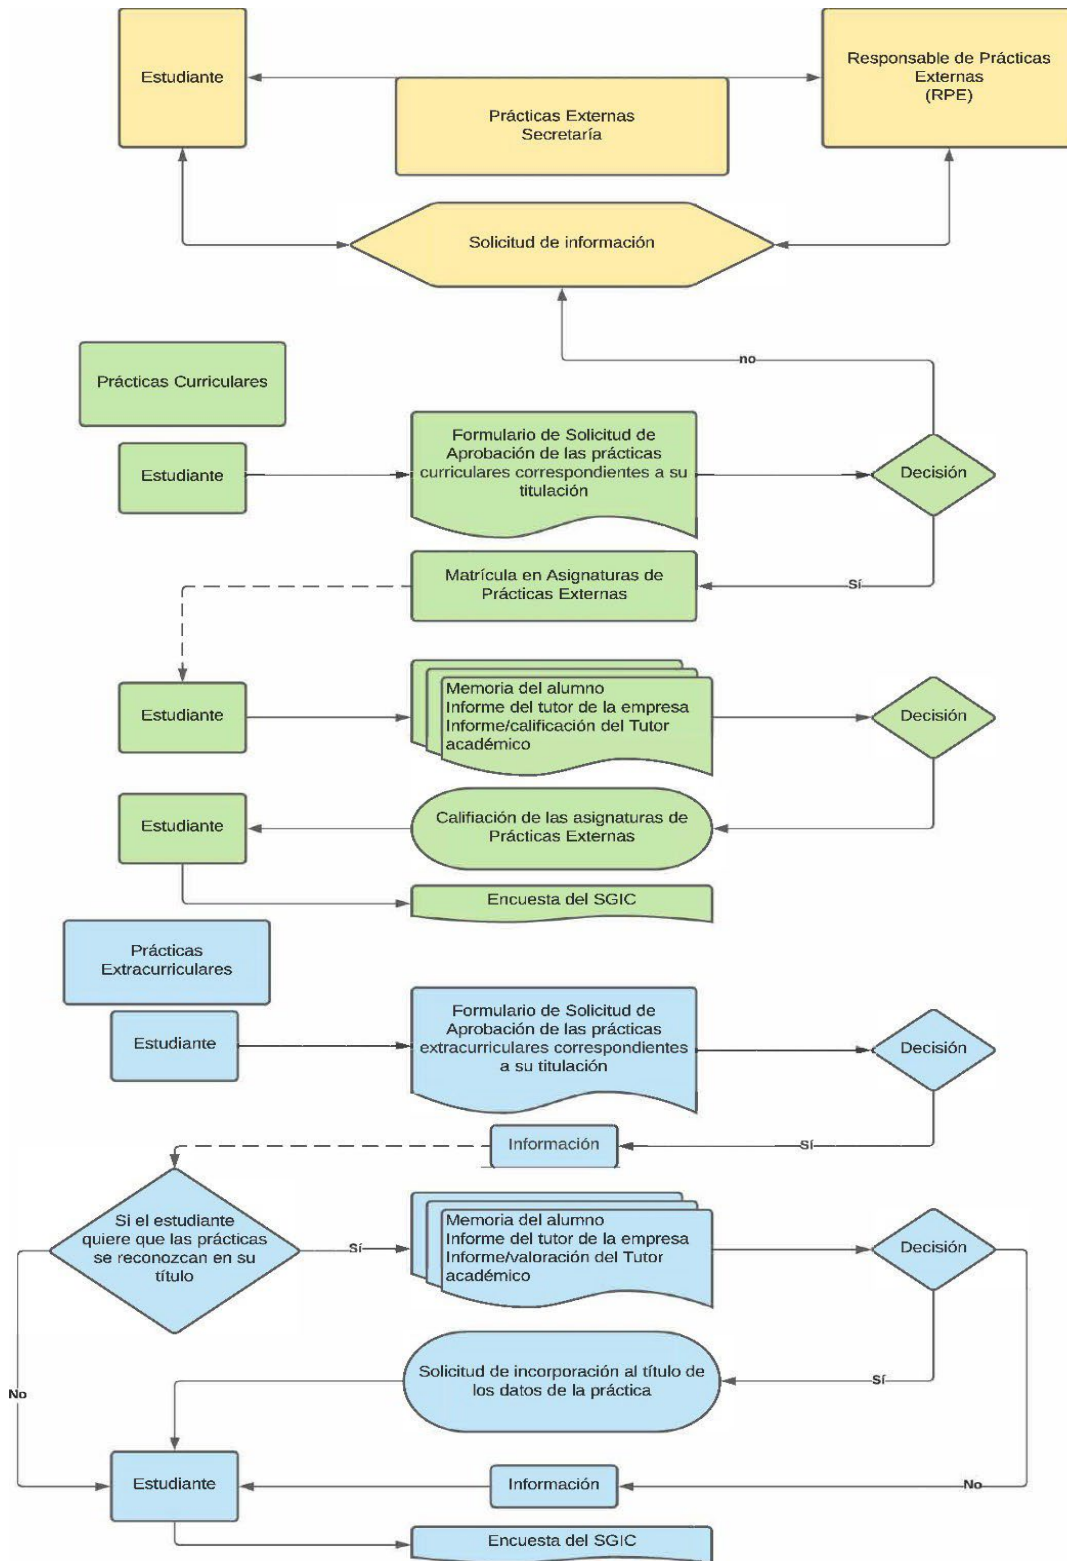 Estudiante
Responsable de Prácticas
Externas
(RPE)
Prácticas Externas
Secretaría
Solicitud de información
no
Prácticas Curriculares
Estudiante
Formulario de Solicitud de
Aprobación de las prácticas
curriculares correspondientes a su
titulación
Decisión
Matrícula en Asignaturas de
Prácticas Externas
Sí
Estudiante
Memoria del alumno
Informe del tutor de la empresa
Informe/calificación del Tutor
académico
Decisión
Estudiante
Califiación de las asignaturas de
Prácticas Externas
Encuesta del SGIC
Prácticas
Extracurriculares
Estudiante
Formulario de Solicitud de
Aprobación de las prácticas
extracurriculares correspondientes
a su titulación
Decisión
Información
Sí
Si el estudiante
quiere que las prácticas
se reconozcan en su
título
Sí
Memoria del alumno
Informe del tutor de la empresa
Informe/valoración del Tutor
académico
Decisión
Solicitud de incorporación al título de
los datos de la práctica
Sí
No
Estudiante
Información
No
Encuesta del SGIC